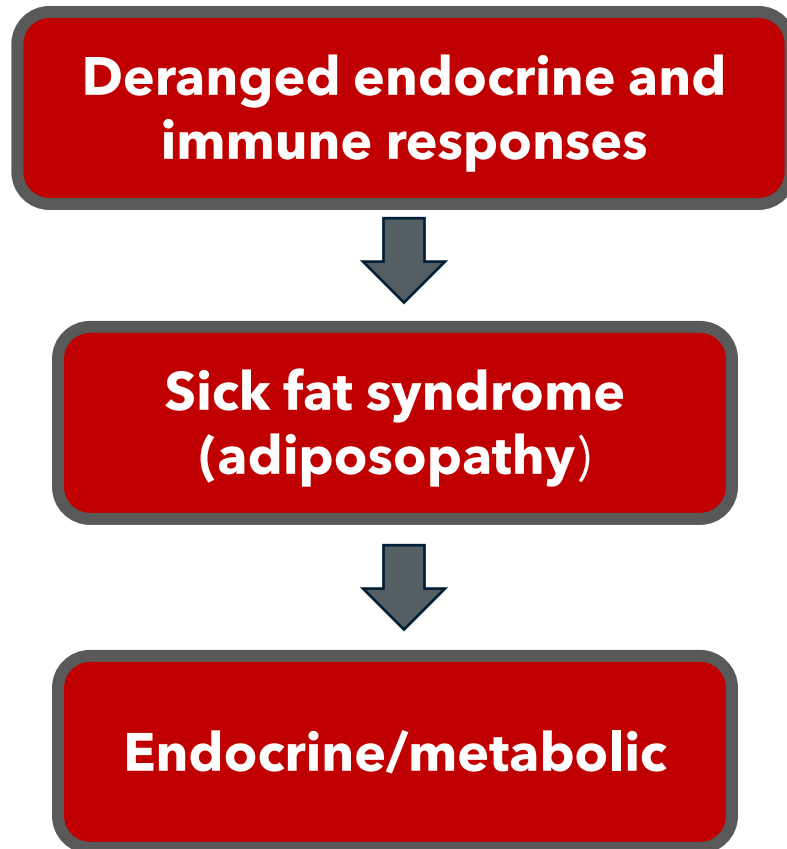 Deranged endocrine and
immune responses
Sick fat syndrome
(adiposopathy)
Endocrine/metabolic